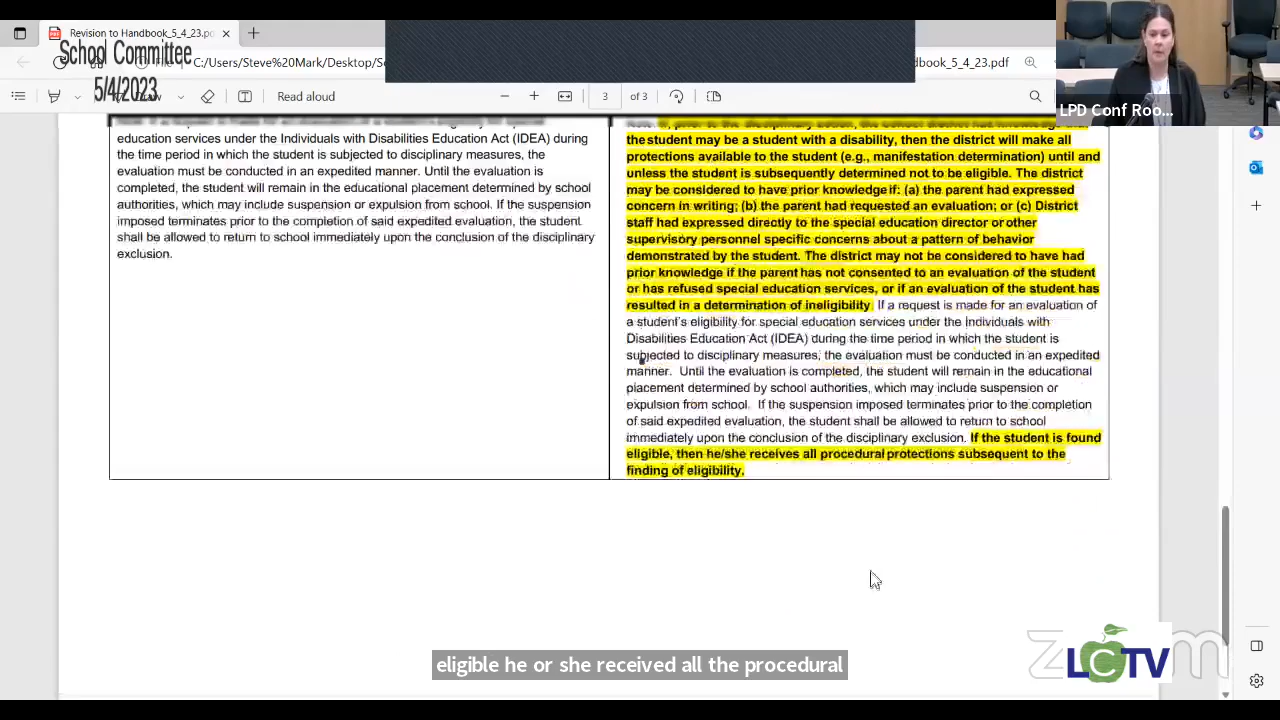 Revision to Handbook_5_4_23.pd
School Committee
5/4/2023
File
C:/Users/Steve%20Mark/Desktop/Sc
dbook_5_4_23.pdf
Draw
Read aloud
3
of 3
LPD Conf Roo...
education services under the Individuals with Disabilities Education Act (IDEA) during
the time period in which the student is subjected to disciplinary measures, the
evaluation must be conducted in an expedited manner. Until the evaluation is
completed, the student will remain in the educational placement determined by school
authorities, which may include suspension or expulsion from school. If the suspension
imposed terminates prior to the completion of said expedited evaluation, the student
shall be allowed to return to school immediately upon the conclusion of the disciplinary
exclusion.
the student may be a student with a disability, then the district will make all
protections available to the student (e.g., manifestation determination) until and
unless the student is subsequently determined not to be eligible. The district
may be considered to have prior knowledge if: (a) the parent had expressed
concern in writing; (b) the parent had requested an evaluation; or (c) District
staff had expressed directly to the special education director or other
supervisory personnel specific concerns about a pattern of behavior
demonstrated by the student. The district may not be considered to have had
prior knowledge if the parent has not consented to an evaluation of the student
or has refused special education services, or if an evaluation of the student has
resulted in a determination of ineligibility. If a request is made for an evaluation of
a student's eligibility for special education services under the Individuals with
Disabilities Education Act (IDEA) during the time period in which the student is
subjected to disciplinary measures, the evaluation must be conducted in an expedited
manner. Until the evaluation is completed, the student will remain in the educational
placement determined by school authorities, which may include suspension or
expulsion from school. If the suspension imposed terminates prior to the completion
of said expedited evaluation, the student shall be allowed to return to school
immediately upon the conclusion of the disciplinary exclusion. If the student is found
eligible, then he/she receives all procedural protections subsequent to the
finding of eligibility.
eligible he or she received all the procedural
LCTV